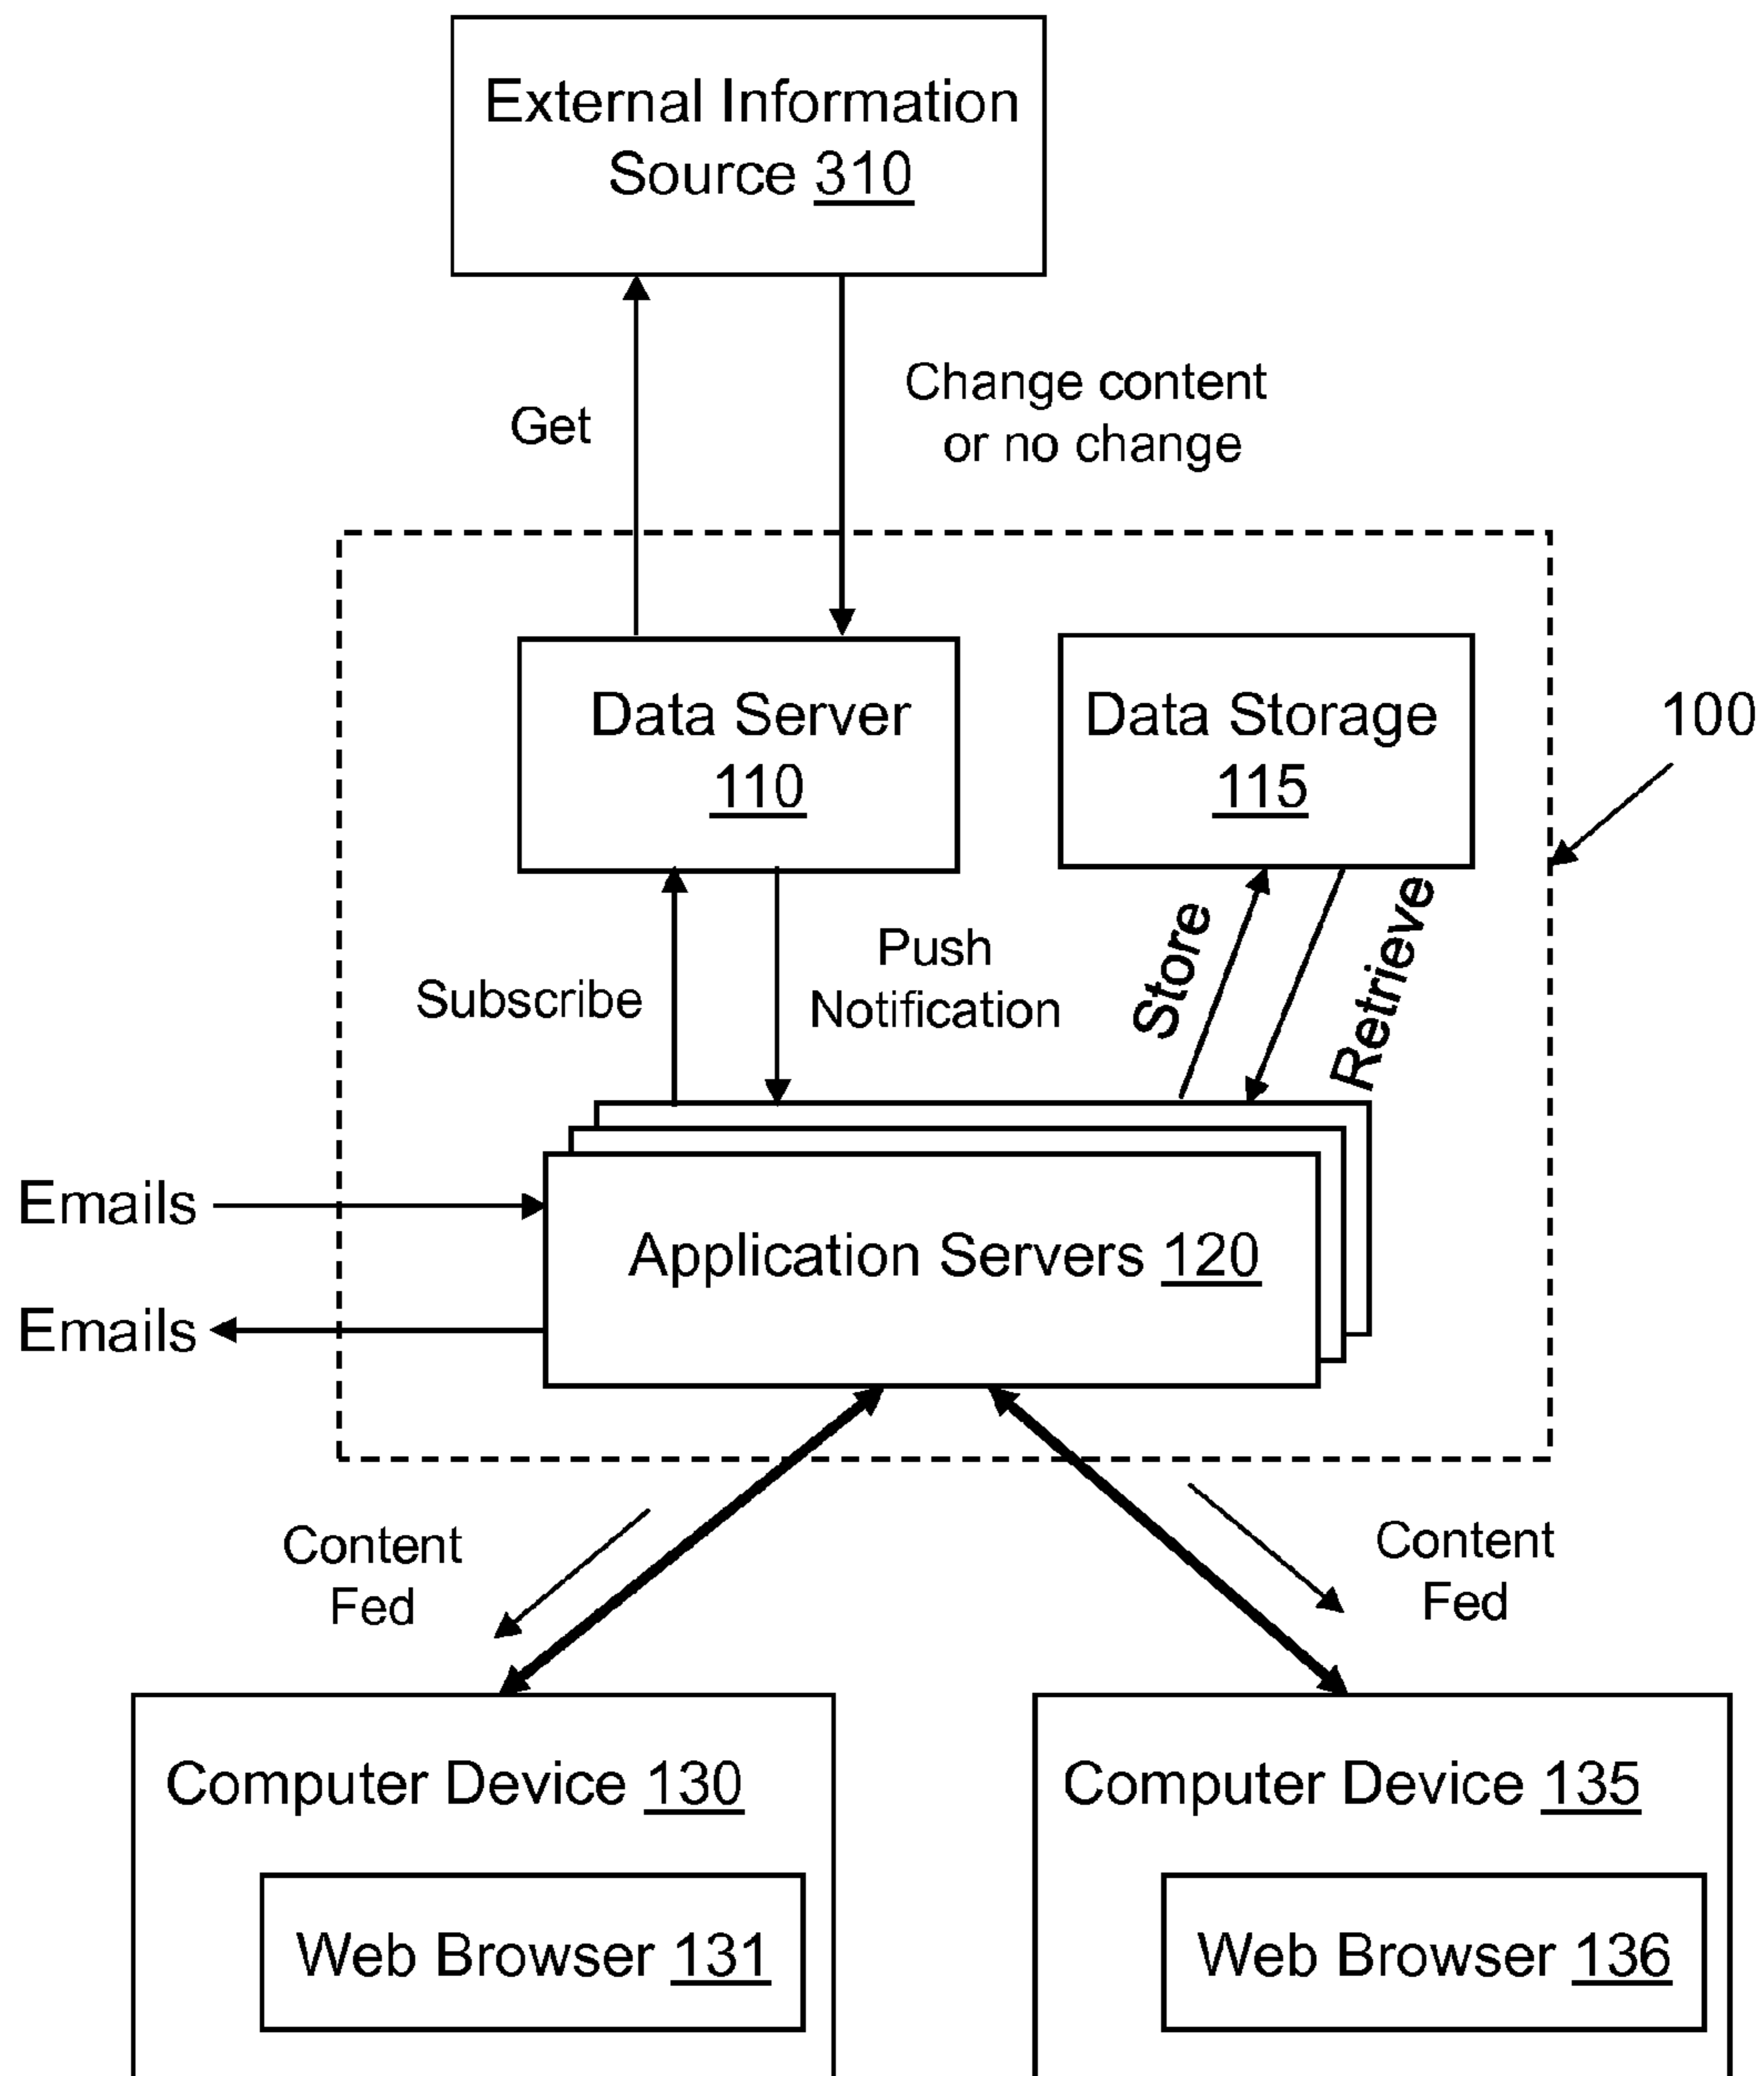 External Information
Source 310
Get
Change content
or no change
Data Server
110
Data Storage
115
100
Subscribe
Push
Notification
Store
Retrieve
Emails
Application Servers 120
Emails
Content
Fed
Content
Fed
Computer Device 130
Computer Device 135
Web Browser 131
Web Browser 136